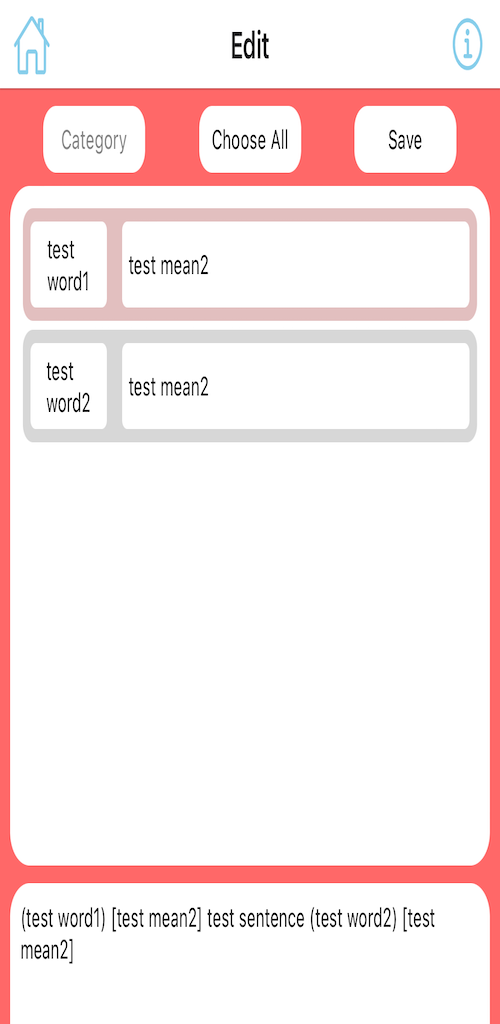 Edit
Category
Choose All
Save
test
word1
test mean2
test
word2
test mean2
(test word1) [test mean2] test sentence (test word2) [test
mean2]